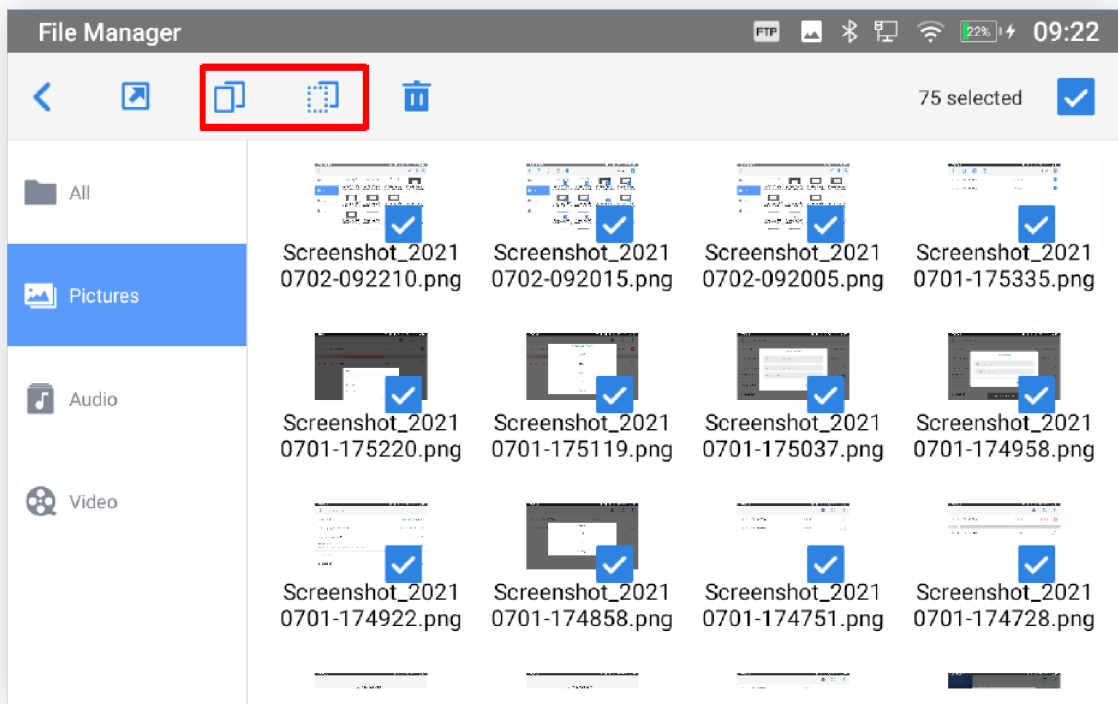 File Manager
FTP
22%
09:22
75 selected
All
Pictures
Audio
Video
Screenshot_2021
0702-092210.png
Screenshot_2021
0702-092015.png
Screenshot_2021
0702-092005.png
Screenshot_2021
0701-175335.png
Screenshot_2021
0701-175220.png
Screenshot_2021
0701-175119.png
Screenshot_2021
0701-175037.png
Screenshot_2021
0701-174958.png
Screenshot_2021
0701-174922.png
Screenshot_2021
0701-174858.png
Screenshot_2021
0701-174751.png
Screenshot_2021
0701-174728.png